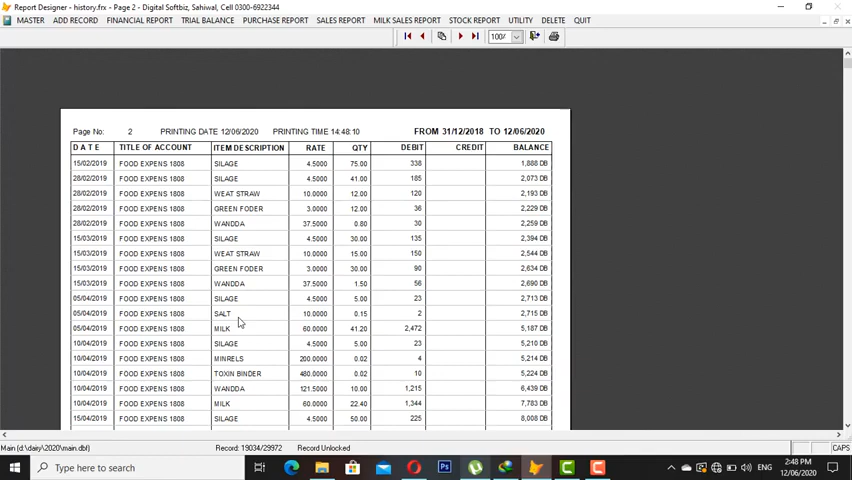 Report Designer - history.frx - Page 2 - Digital Softbiz, Sahiwal, Cell 0300-6922344
MASTER ADD RECORD FINANCIAL REPORT TRIAL BALANCE PURCHASE REPORT SALES REPORT MILK SALES REPORT STOCK REPORT UTILITY DELETE QUIT
100%
Page No: 2 PRINTING DATE 12/06/2020 PRINTING TIME 14:48:10 FROM 31/12/2018 TO 12/06/2020
DATE TITLE OF ACCOUNT ITEM DESCRIPTION RATE QTY DEBIT CREDIT BALANCE
15/02/2019 FOOD EXPENS 1808 SILAGE 4.5000 75.00 338 1,888 DB
28/02/2019 FOOD EXPENS 1808 SILAGE 4.5000 41.00 185 2,073 DB
28/02/2019 FOOD EXPENS 1808 WEAT STRAW 10.0000 12.00 120 2,193 DB
28/02/2019 FOOD EXPENS 1808 GREEN FODER 3.0000 12.00 36 2,229 DB
28/02/2019 FOOD EXPENS 1808 WANDDA 37.5000 0.80 30 2,259 DB
15/03/2019 FOOD EXPENS 1808 SILAGE 4.5000 30.00 135 2,394 DB
15/03/2019 FOOD EXPENS 1808 WEAT STRAW 10.0000 15.00 150 2,544 DB
15/03/2019 FOOD EXPENS 1808 GREEN FODER 3.0000 30.00 90 2,634 DB
15/03/2019 FOOD EXPENS 1808 WANDDA 37.5000 1.50 56 2,690 DB
05/04/2019 FOOD EXPENS 1808 SILAGE 4.5000 5.00 23 2,713 DB
05/04/2019 FOOD EXPENS 1808 SALT 10.0000 0.15 2 2,715 DB
05/04/2019 FOOD EXPENS 1808 MILK 60.0000 41.20 2,472 5,187 DB
10/04/2019 FOOD EXPENS 1808 SILAGE 4.5000 5.00 23 5,210 DB
10/04/2019 FOOD EXPENS 1808 MINRELS 200.0000 0.02 4 5,214 DB
10/04/2019 FOOD EXPENS 1808 TOXIN BINDER 480.0000 0.02 10 5,224 DB
10/04/2019 FOOD EXPENS 1808 WANDDA 121.5000 10.00 1,215 6,439 DB
10/04/2019 FOOD EXPENS 1808 MILK 60.0000 22.40 1,344 7,783 DB
15/04/2019 FOOD EXPENS 1808 SILAGE 4.5000 50.00 225 8,008 DB
Main (d:\dairy\2020\main.dbf) Record: 19034/29972 Record Unlocked CAPS
Type here to search Ps ENG 2:48 PM
12/06/2020